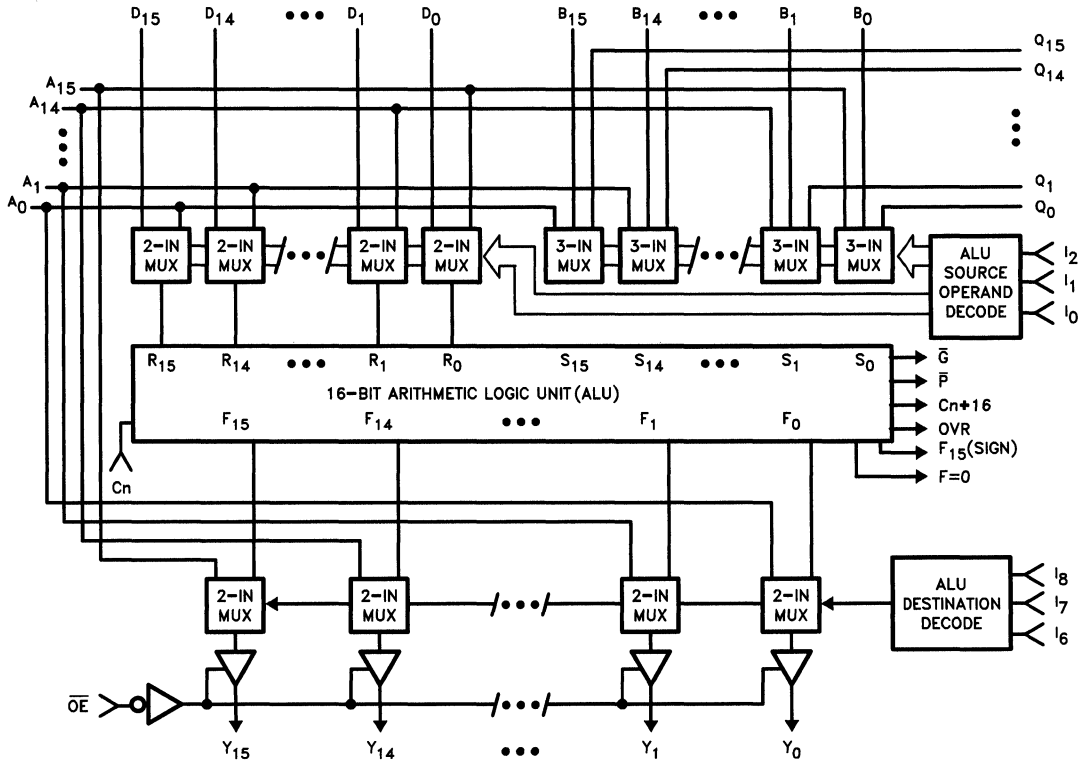 D15 D14 ••• D1 D0 B15 B14 ••• B1 B0
Q15
Q14
A15
A14
A1
A0
Q1
Q0
2-IN MUX 2-IN MUX ••• 2-IN MUX 2-IN MUX 3-IN MUX 3-IN MUX ••• 3-IN MUX 3-IN MUX
ALU
SOURCE
OPERAND
DECODE
I2
I1
I0
R15 R14 ••• R1 R0 S15 S14 ••• S1 S0
16-BIT ARITHMETIC LOGIC UNIT (ALU)
F15 F14 ••• F1 F0
G̅
P̅
Cn+16
OVR
F15(SIGN)
F=0
Cn
2-IN MUX 2-IN MUX ••• 2-IN MUX 2-IN MUX
ALU
DESTINATION
DECODE
I8
I7
I6
O̅E̅
Y15 Y14 ••• Y1 Y0